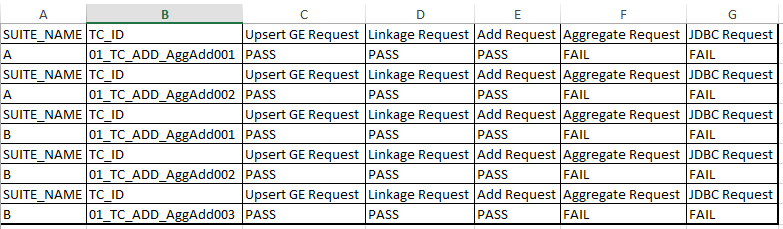 A B C D E F G
SUITE_NAME TC_ID Upsert GE Request Linkage Request Add Request Aggregate Request JDBC Request
A 01_TC_ADD_AggAdd001 PASS PASS PASS FAIL FAIL
SUITE_NAME TC_ID Upsert GE Request Linkage Request Add Request Aggregate Request JDBC Request
A 01_TC_ADD_AggAdd002 PASS PASS PASS FAIL FAIL
SUITE_NAME TC_ID Upsert GE Request Linkage Request Add Request Aggregate Request JDBC Request
B 01_TC_ADD_AggAdd001 PASS PASS PASS FAIL FAIL
SUITE_NAME TC_ID Upsert GE Request Linkage Request Add Request Aggregate Request JDBC Request
B 01_TC_ADD_AggAdd002 PASS PASS PASS FAIL FAIL
SUITE_NAME TC_ID Upsert GE Request Linkage Request Add Request Aggregate Request JDBC Request
B 01_TC_ADD_AggAdd003 PASS PASS PASS FAIL FAIL